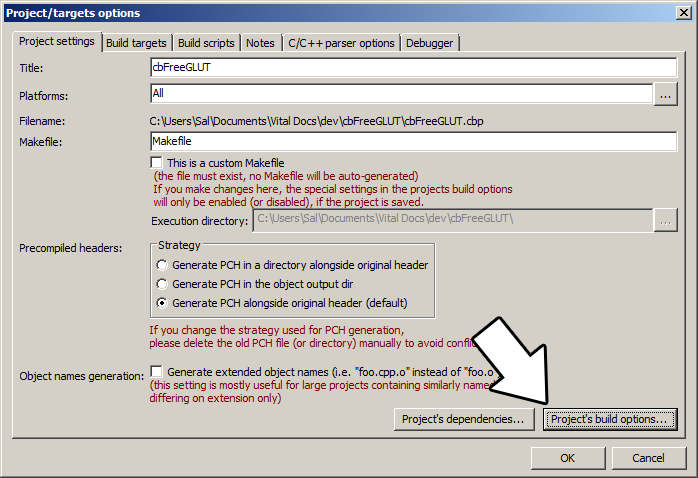 Project/targets options
Project settings Build targets Build scripts Notes C/C++ parser options Debugger
Title: cbFreeGLUT
Platforms: All ...
Filename: C:\Users\Sal\Documents\Vital Docs\dev\cbFreeGLUT\cbFreeGLUT.cbp
Makefile: Makefile
This is a custom Makefile
(the file must exist, no Makefile will be auto-generated)
If you make changes here, the special settings in the projects build options
will only be enabled (or disabled), if the project is saved.
Execution directory: C:\Users\Sal\Documents\Vital Docs\dev\cbFreeGLUT\ ...
Precompiled headers: Strategy
Generate PCH in a directory alongside original header
Generate PCH in the object output dir
Generate PCH alongside original header (default)
If you change the strategy used for PCH generation,
please delete the old PCH file (or directory) manually to avoid
Object names generation: Generate extended object names (i.e. "foo.cpp.o" instead of "foo.o
(this setting is mostly useful for large projects containing similarly
differing on extension only)
Project's dependencies... Project's build options...
OK Cancel